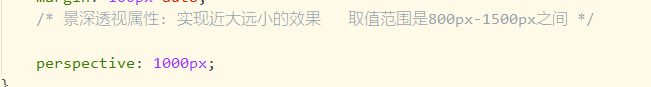 margin: 100px auto;
/* 景深透视属性: 实现近大远小的效果   取值范围是800px-1500px之间 */
perspective: 1000px;
}